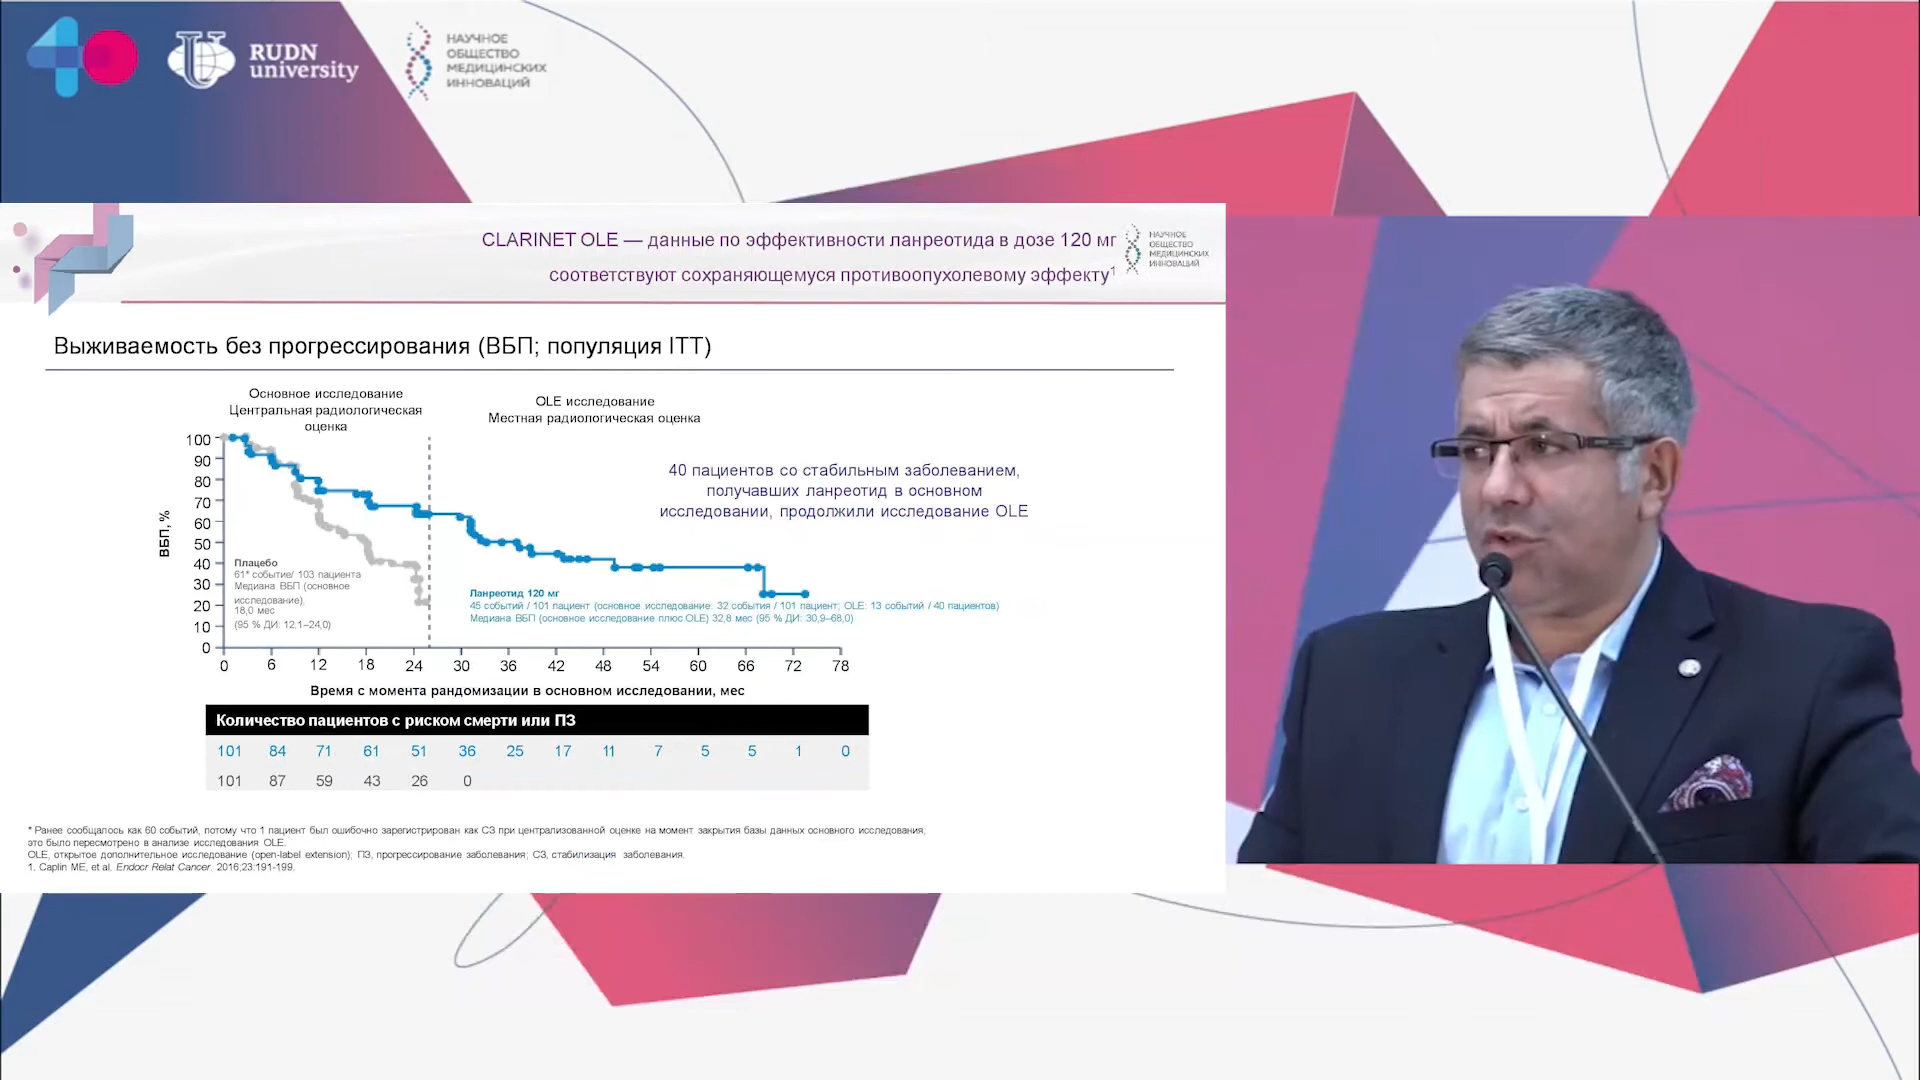 RUDN
university
НАУЧНОЕ
ОБЩЕСТВО
МЕДИЦИНСКИХ
ИННОВАЦИЙ
CLARINET OLE — данные по эффективности ланреотида в дозе 120 мг
соответствуют сохраняющемуся противоопухолевому эффекту¹
НАУЧНОЕ
ОБЩЕСТВО
МЕДИЦИНСКИХ
ИННОВАЦИЙ
Выживаемость без прогрессирования (ВБП; популяция ITT)
Основное исследование
Центральная радиологическая
оценка
OLE исследование
Местная радиологическая оценка
40 пациентов со стабильным заболеванием,
получавших ланреотид в основном
исследовании, продолжили исследование OLE
ВБП, %
100
90
80
70
60
50
40
30
20
10
0
Плацебо
61* событие/ 103 пациента
Медиана ВБП (основное
исследование),
18,0 мес
(95 % ДИ: 12,1–24,0)
Ланреотид 120 мг
45 событий / 101 пациент (основное исследование: 32 события / 101 пациент; OLE: 13 событий / 40 пациентов)
Медиана ВБП (основное исследование плюс OLE) 32,8 мес (95 % ДИ: 30,9–68,0)
0 6 12 18 24 30 36 42 48 54 60 66 72 78
Время с момента рандомизации в основном исследовании, мес
Количество пациентов с риском смерти или ПЗ
101 84 71 61 51 36 25 17 11 7 5 5 1 0
101 87 59 43 26 0
* Ранее сообщалось как 60 событий, потому что 1 пациент был ошибочно зарегистрирован как СЗ при централизованной оценке на момент закрытия базы данных основного исследования;
это было пересмотрено в анализе исследования OLE.
OLE, открытое дополнительное исследование (open-label extension); ПЗ, прогрессирование заболевания; СЗ, стабилизация заболевания.
1. Caplin ME, et al. Endocr Relat Cancer. 2016;23:191-199.